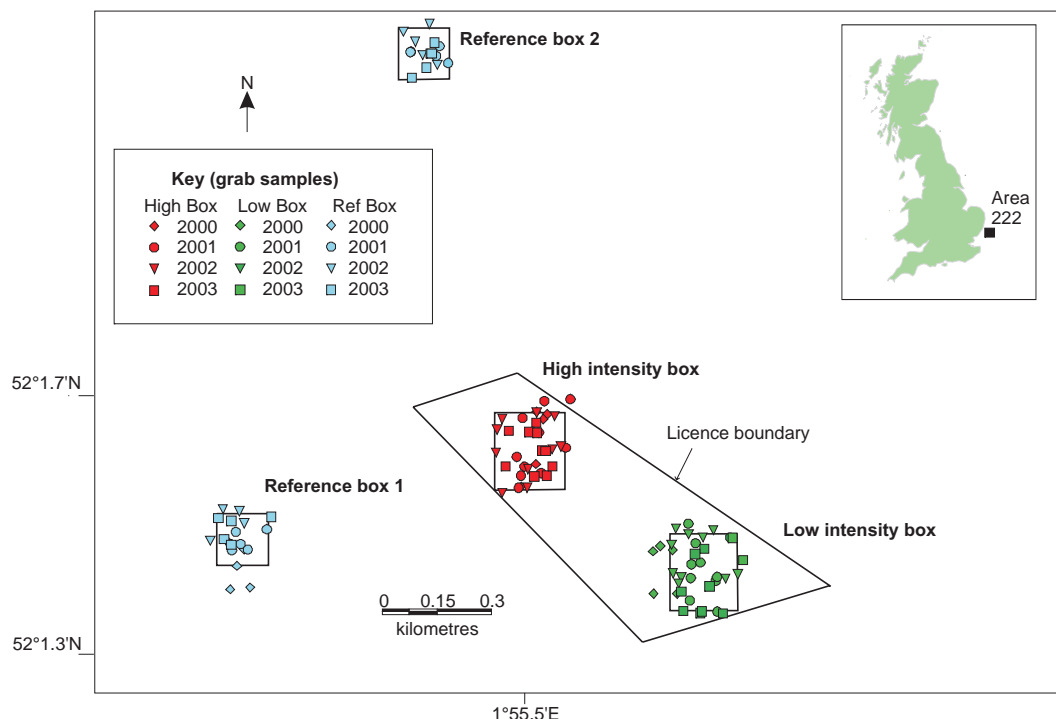 Reference box 2
N
Key (grab samples)
High Box Low Box Ref Box
2000 2000 2000
2001 2001 2001
2002 2002 2002
2003 2003 2003
Area
222
52°1.7'N
High intensity box
Licence boundary
Reference box 1
Low intensity box
0 0.15 0.3
kilometres
52°1.3'N
1°55.5'E